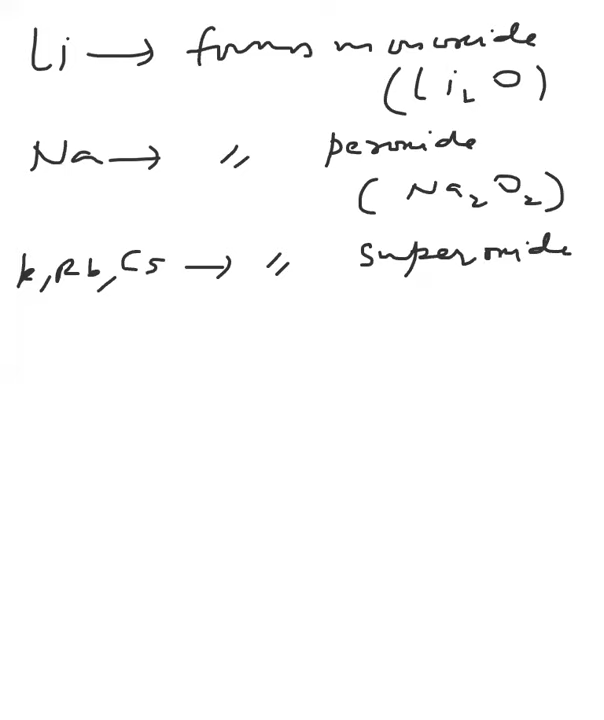 Li → forms monoxide
(Li₂O)
Na → " peroxide
(Na₂O₂)
K, Rb, Cs → " superoxide